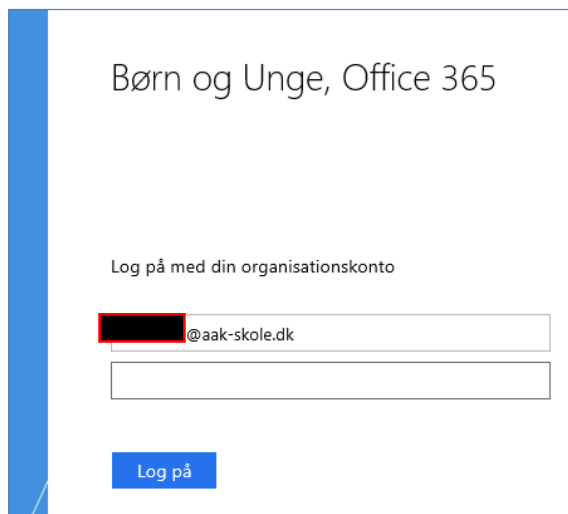 Børn og Unge, Office 365
Log på med din organisationskonto
@aak-skole.dk
Log på